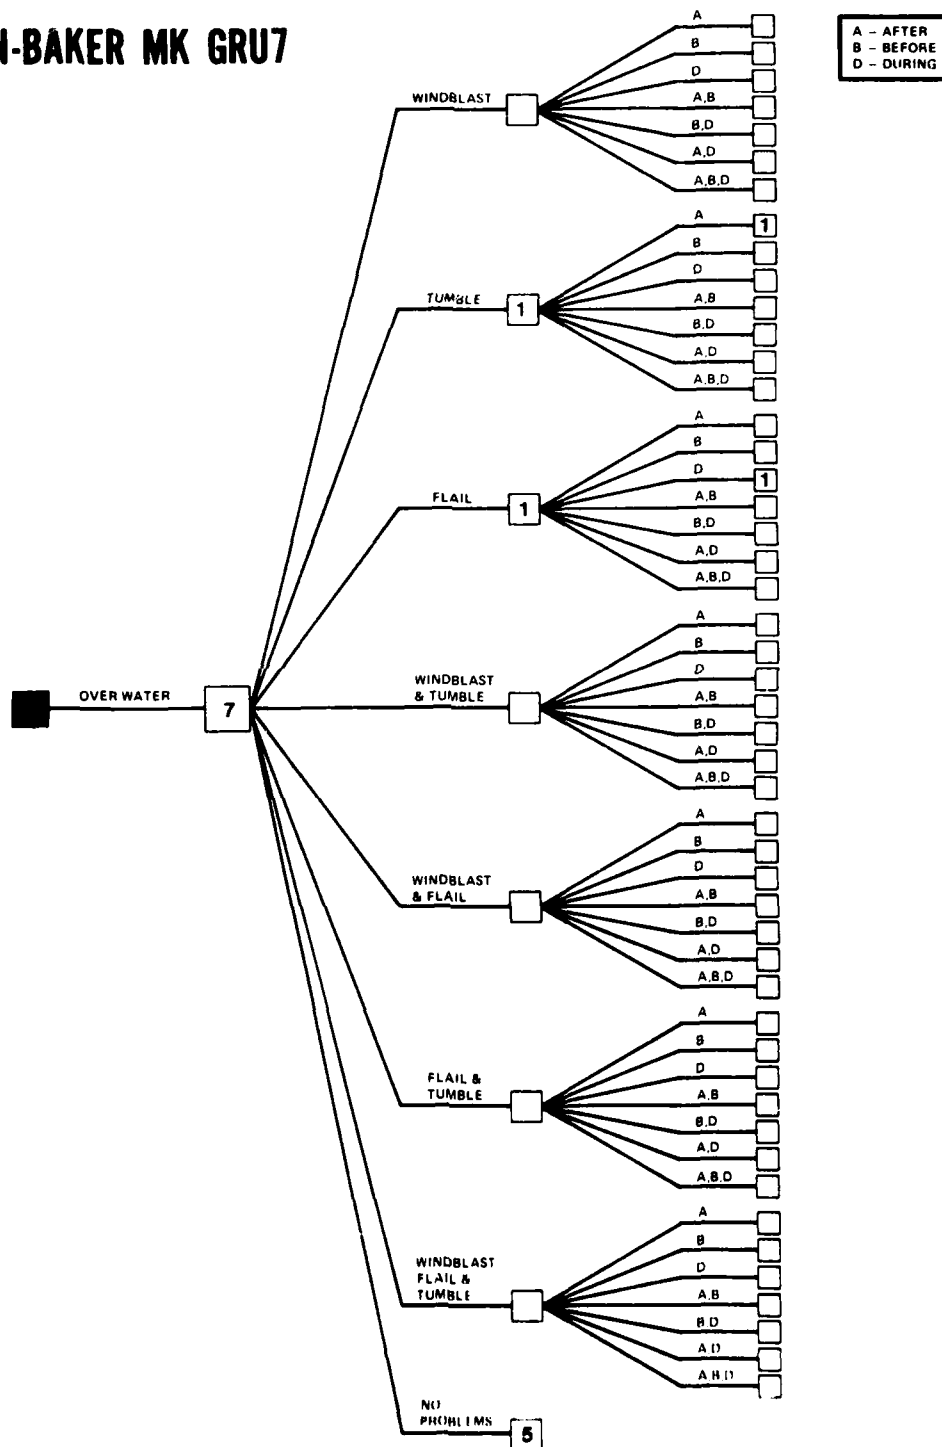 N-BAKER MK GRU7
A - AFTER
B - BEFORE
D - DURING
WINDBLAST
A
B
D
A,B
B,D
A,D
A,B,D
TUMBLE
1
A
1
B
D
A,B
B,D
A,D
A,B,D
FLAIL
1
A
B
D
1
A,B
B,D
A,D
A,B,D
OVER WATER
7
WINDBLAST
& TUMBLE
A
B
D
A,B
B,D
A,D
A,B,D
WINDBLAST
& FLAIL
A
B
D
A,B
B,D
A,D
A,B,D
FLAIL &
TUMBLE
A
B
D
A,B
B,D
A,D
A,B,D
WINDBLAST
FLAIL &
TUMBLE
A
B
D
A,B
B,D
A,D
A,B,D
NO
PROBLEMS
5